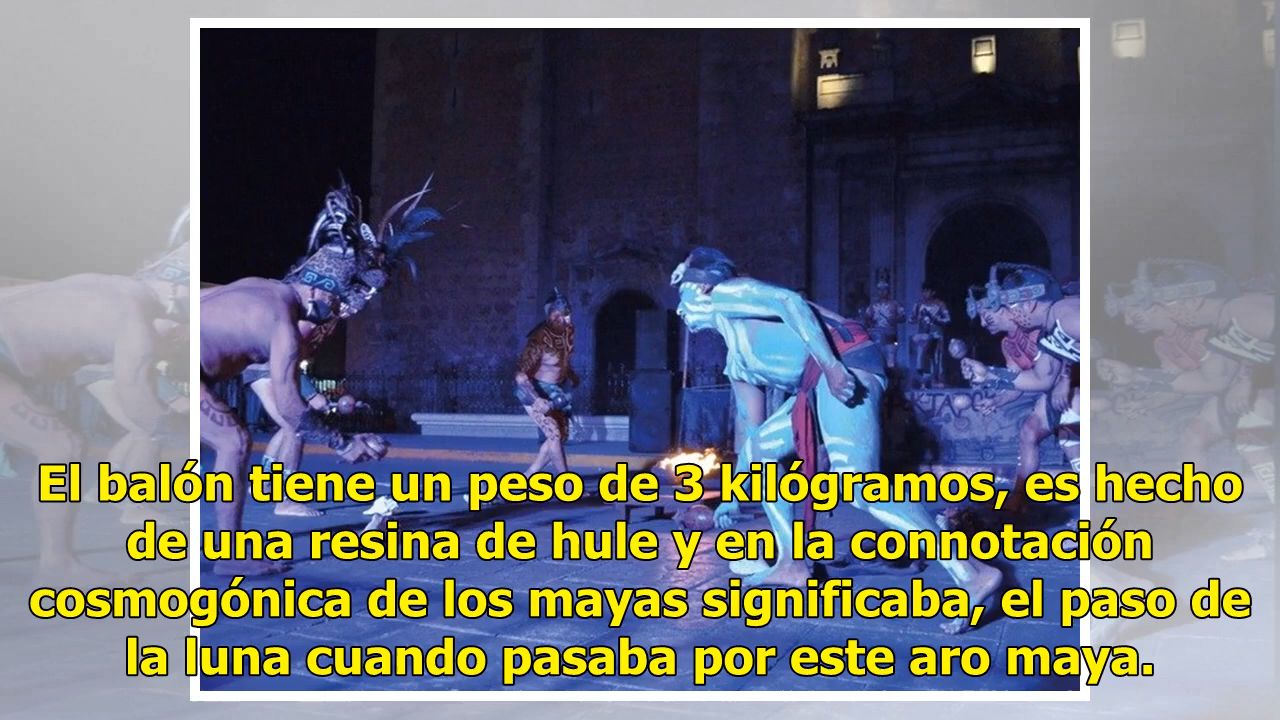 El balón tiene un peso de 3 kilógramos, es hecho
de una resina de hule y en la connotación
cosmogónica de los mayas significaba, el paso de
la luna cuando pasaba por este aro maya.